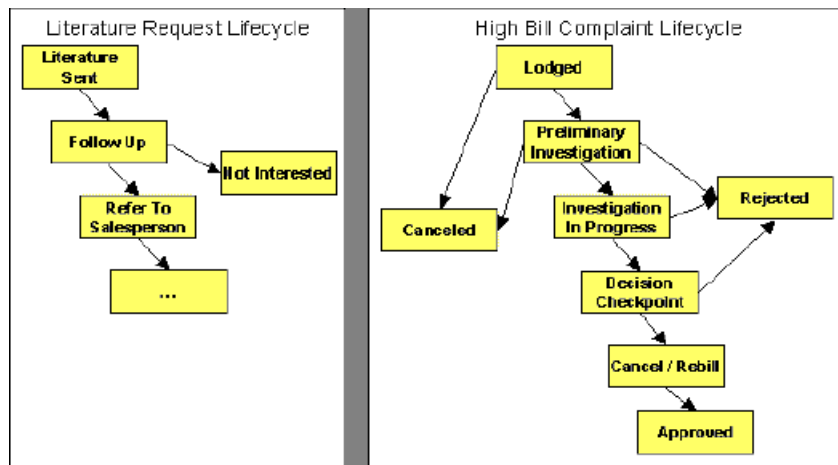 Literature Request Lifecycle
Literature
Sent
Follow Up
Not Interested
Refer To
Salesperson
...
High Bill Complaint Lifecycle
Lodged
Preliminary
Investigation
Canceled
Investigation
In Progress
Rejected
Decision
Checkpoint
Cancel / Rebill
Approved